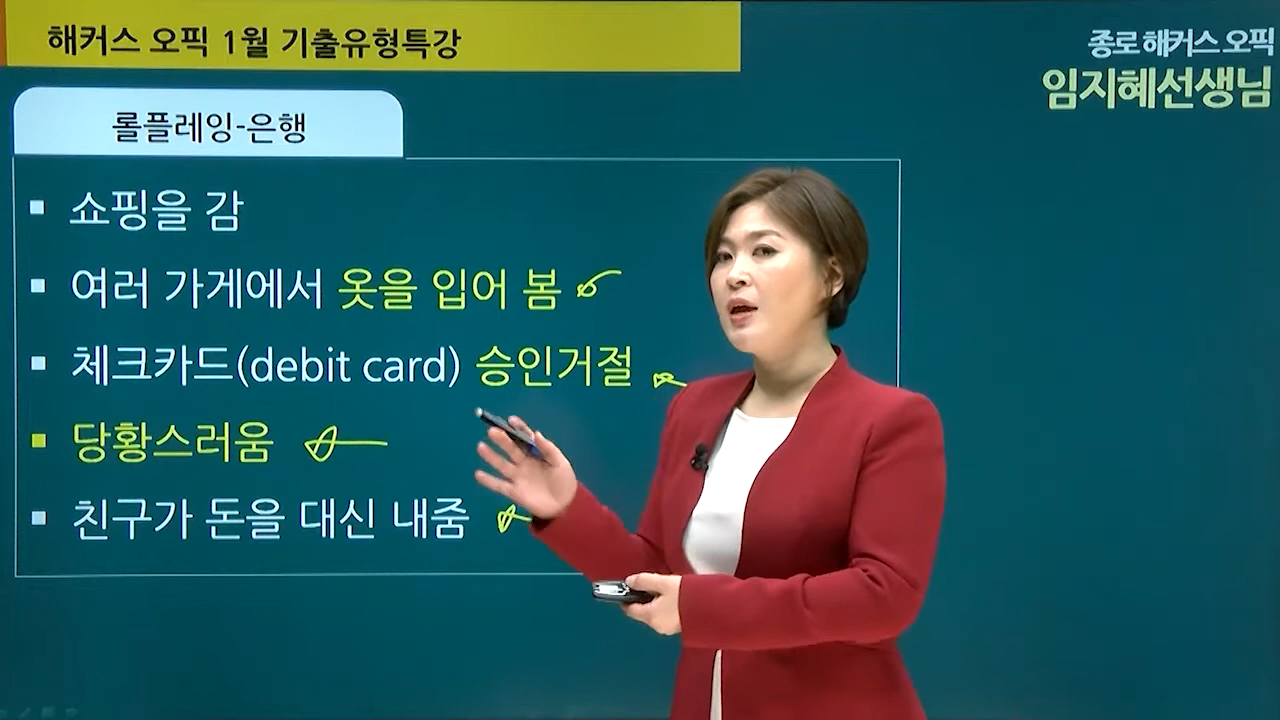 해커스 오픽 1월 기출유형특강
종로 해커스 오픽
임지혜선생님
롤플레잉-은행
▪ 쇼핑을 감
▪ 여러 가게에서 옷을 입어 봄
▪ 체크카드(debit card) 승인거절
▪ 당황스러움
▪ 친구가 돈을 대신 내줌